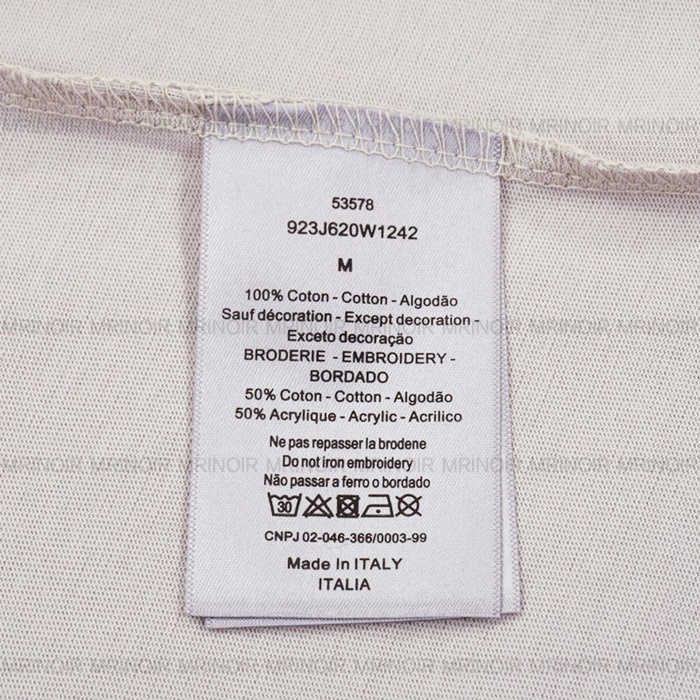 MRINOIR MRINOIR
53578
923J620W1242
M
100% Coton - Cotton - Algodão
Sauf décoration - Except decoration -
Exceto decoração
BRODERIE - EMBROIDERY -
BORDADO
50% Coton - Cotton - Algodão
50% Acrylique - Acrylic - Acrilico
Ne pas repasser la brodene
Do not iron embroidery
Não passar a ferro o bordado
30
CNPJ 02-046-366/0003-99
Made In ITALY
ITALIA